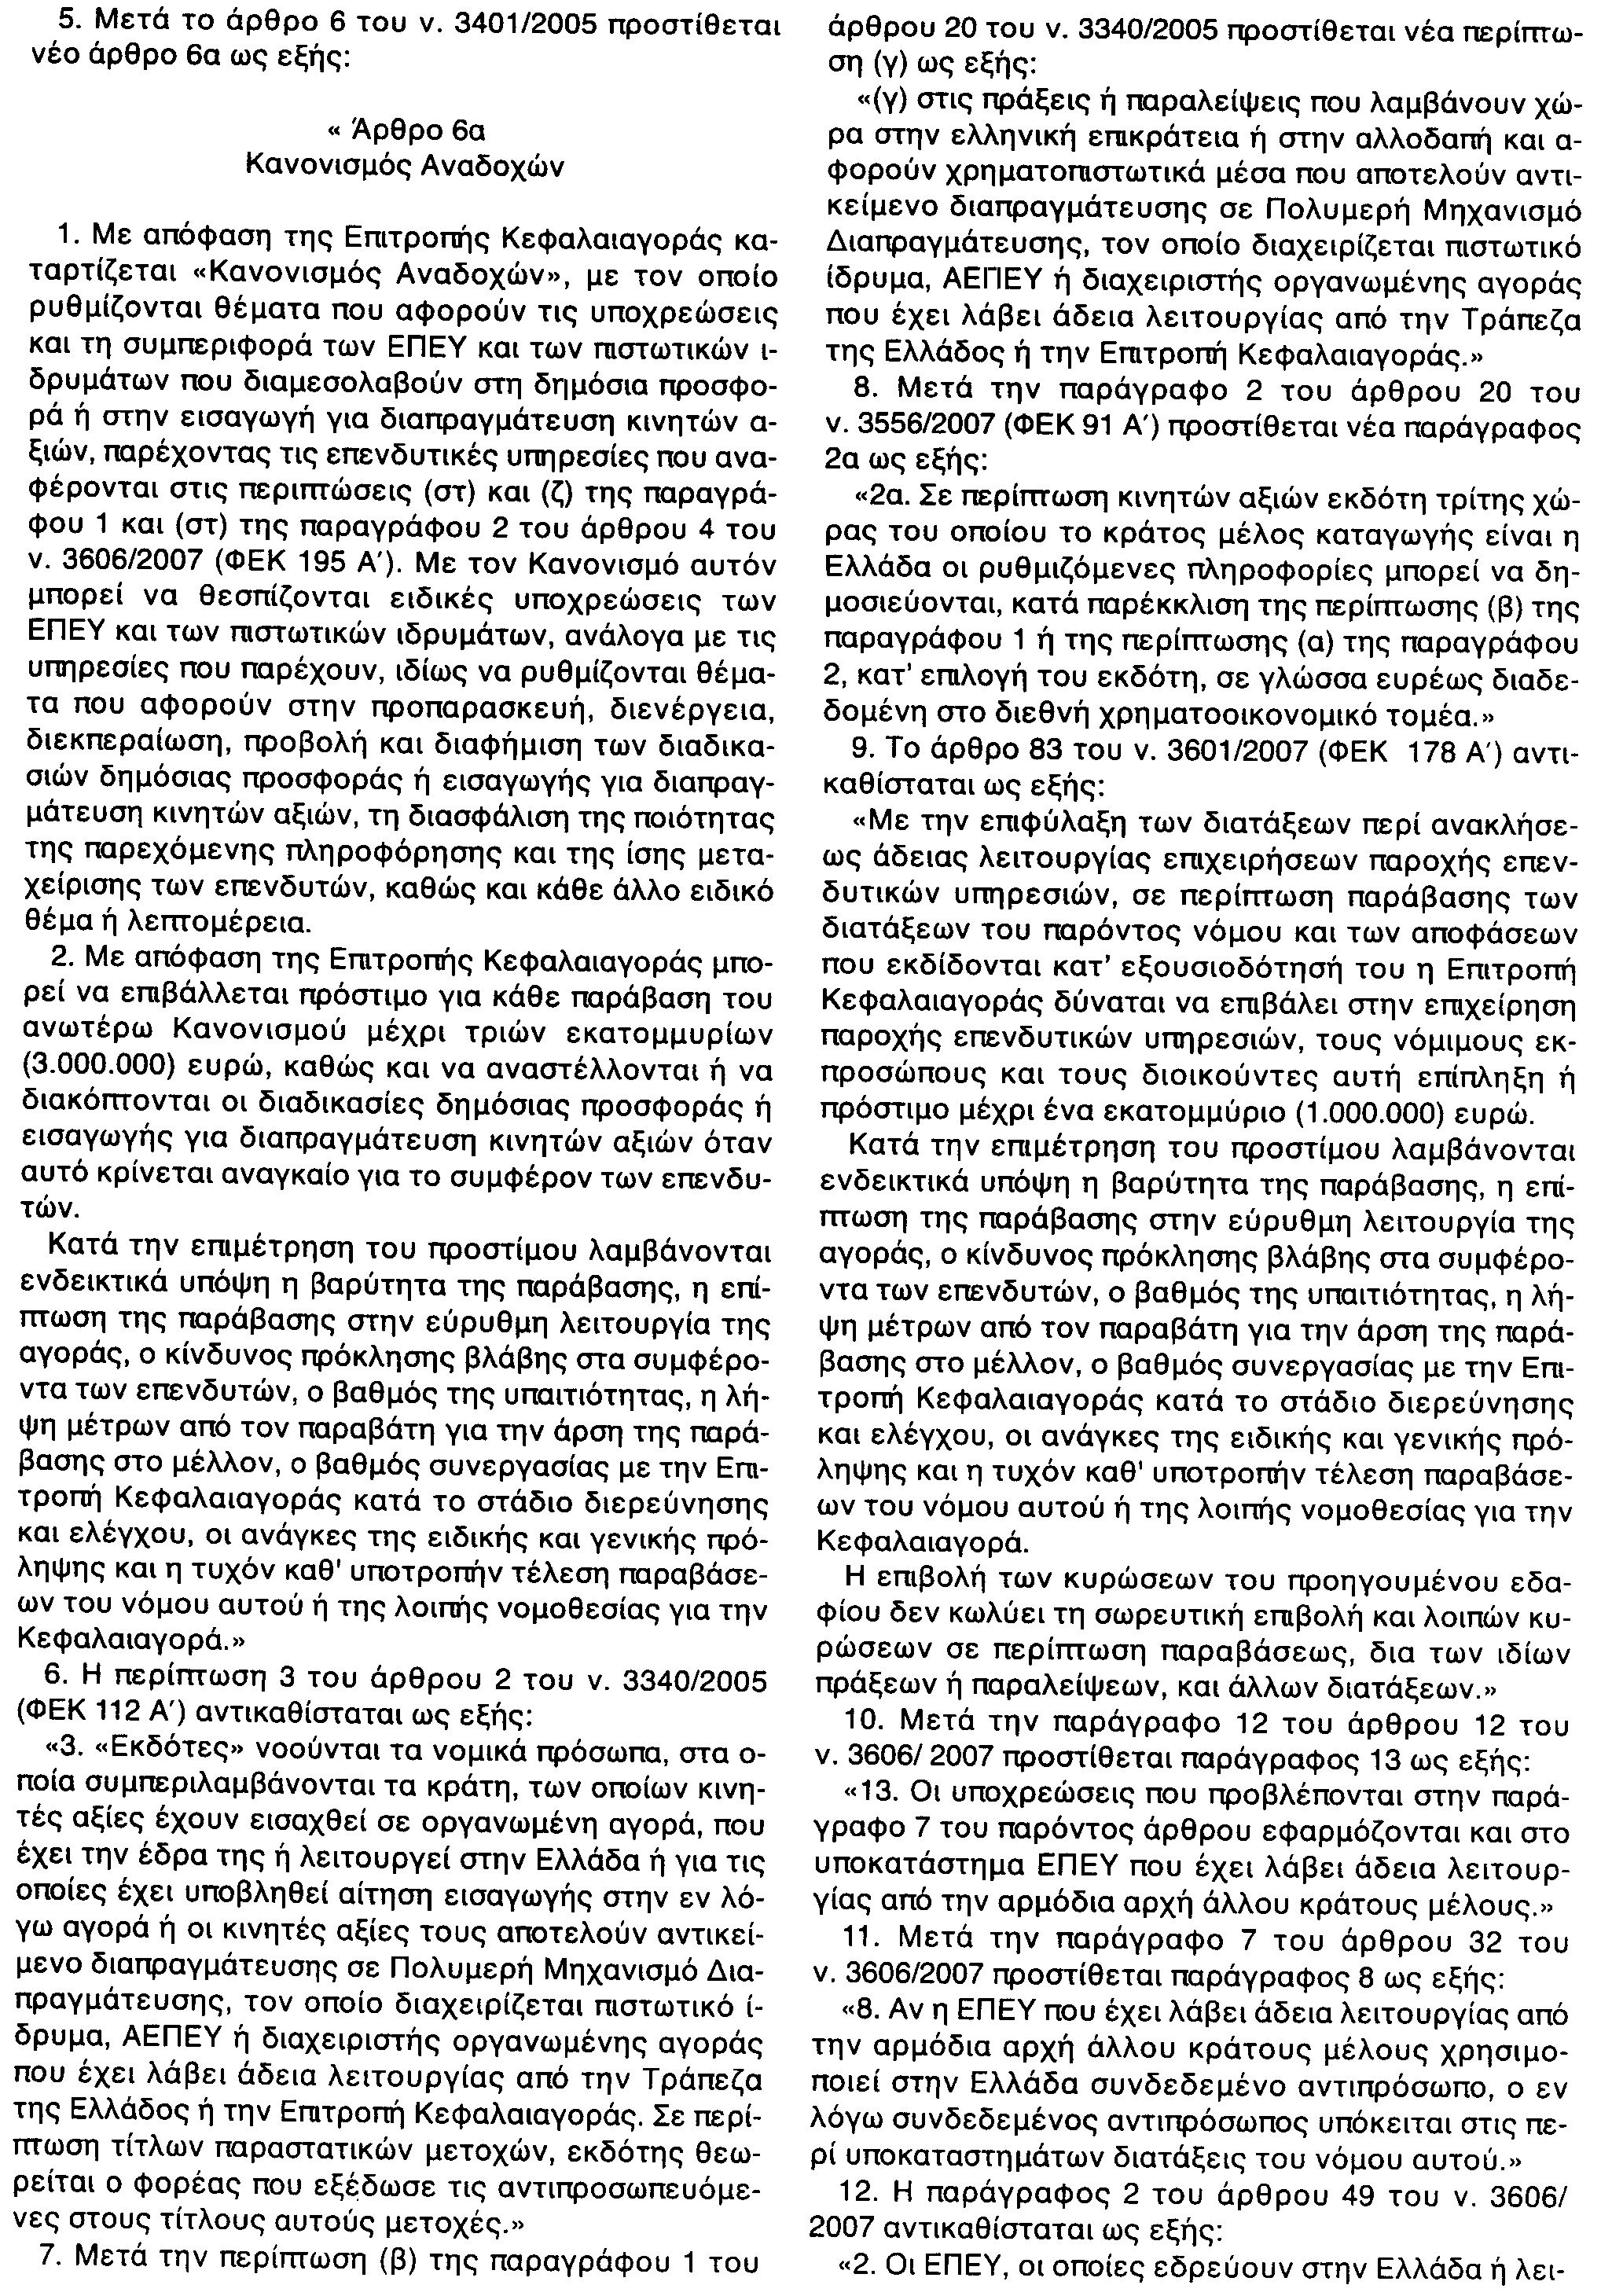 5. Μετά το άρθρο 6 του ν. 3401/2005 προστίθεται
νέο άρθρο 6α ως εξής:
« Άρθρο 6α
Κανονισμός Αναδοχών
1. Με απόφαση της Επιτροπής Κεφαλαιαγοράς κα-
ταρτίζεται «Κανονισμός Αναδοχών», με τον οποίο
ρυθμίζονται θέματα που αφορούν τις υποχρεώσεις
και τη συμπεριφορά των ΕΠΕΥ και των πιστωτικών ι-
δρυμάτων που διαμεσολαβούν στη δημόσια προσφο-
ρά ή στην εισαγωγή για διαπραγμάτευση κινητών α-
ξιών, παρέχοντας τις επενδυτικές υπηρεσίες που ανα-
φέρονται στις περιπτώσεις (στ) και (ζ) της παραγρά-
φου 1 και (στ) της παραγράφου 2 του άρθρου 4 του
ν. 3606/2007 (ΦΕΚ 195 Α΄). Με τον Κανονισμό αυτόν
μπορεί να θεσπίζονται ειδικές υποχρεώσεις των
ΕΠΕΥ και των πιστωτικών ιδρυμάτων, ανάλογα με τις
υπηρεσίες που παρέχουν, ιδίως να ρυθμίζονται θέμα-
τα που αφορούν στην προπαρασκευή, διενέργεια,
διεκπεραίωση, προβολή και διαφήμιση των διαδικα-
σιών δημόσιας προσφοράς ή εισαγωγής για διαπραγ-
μάτευση κινητών αξιών, τη διασφάλιση της ποιότητας
της παρεχόμενης πληροφόρησης και της ίσης μετα-
χείρισης των επενδυτών, καθώς και κάθε άλλο ειδικό
θέμα ή λεπτομέρεια.
2. Με απόφαση της Επιτροπής Κεφαλαιαγοράς μπο-
ρεί να επιβάλλεται πρόστιμο για κάθε παράβαση του
ανωτέρω Κανονισμού μέχρι τριών εκατομμυρίων
(3.000.000) ευρώ, καθώς και να αναστέλλονται ή να
διακόπτονται οι διαδικασίες δημόσιας προσφοράς ή
εισαγωγής για διαπραγμάτευση κινητών αξιών όταν
αυτό κρίνεται αναγκαίο για το συμφέρον των επενδυ-
τών.
Κατά την επιμέτρηση του προστίμου λαμβάνονται
ενδεικτικά υπόψη η βαρύτητα της παράβασης, η επί-
πτωση της παράβασης στην εύρυθμη λειτουργία της
αγοράς, ο κίνδυνος πρόκλησης βλάβης στα συμφέρο-
ντα των επενδυτών, ο βαθμός της υπαιτιότητας, η λή-
ψη μέτρων από τον παραβάτη για την άρση της παρά-
βασης στο μέλλον, ο βαθμός συνεργασίας με την Επι-
τροπή Κεφαλαιαγοράς κατά το στάδιο διερεύνησης
και ελέγχου, οι ανάγκες της ειδικής και γενικής πρό-
ληψης και η τυχόν καθ' υποτροπήν τέλεση παραβάσε-
ων του νόμου αυτού ή της λοιπής νομοθεσίας για την
Κεφαλαιαγορά.»
6. Η περίπτωση 3 του άρθρου 2 του ν. 3340/2005
(ΦΕΚ 112 Α΄) αντικαθίσταται ως εξής:
«3. «Εκδότες» νοούνται τα νομικά πρόσωπα, στα ο-
ποία συμπεριλαμβάνονται τα κράτη, των οποίων κινη-
τές αξίες έχουν εισαχθεί σε οργανωμένη αγορά, που
έχει την έδρα της ή λειτουργεί στην Ελλάδα ή για τις
οποίες έχει υποβληθεί αίτηση εισαγωγής στην εν λό-
γω αγορά ή οι κινητές αξίες τους αποτελούν αντικεί-
μενο διαπραγμάτευσης σε Πολυμερή Μηχανισμό Δια-
πραγμάτευσης, τον οποίο διαχειρίζεται πιστωτικό ί-
δρυμα, ΑΕΠΕΥ ή διαχειριστής οργανωμένης αγοράς
που έχει λάβει άδεια λειτουργίας από την Τράπεζα
της Ελλάδος ή την Επιτροπή Κεφαλαιαγοράς. Σε περί-
πτωση τίτλων παραστατικών μετοχών, εκδότης θεω-
ρείται ο φορέας που εξέδωσε τις αντιπροσωπευόμε-
νες στους τίτλους αυτούς μετοχές.»
7. Μετά την περίπτωση (β) της παραγράφου 1 του
άρθρου 20 του ν. 3340/2005 προστίθεται νέα περίπτω-
ση (γ) ως εξής:
«(γ) στις πράξεις ή παραλείψεις που λαμβάνουν χώ-
ρα στην ελληνική επικράτεια ή στην αλλοδαπή και α-
φορούν χρηματοπιστωτικά μέσα που αποτελούν αντι-
κείμενο διαπραγμάτευσης σε Πολυμερή Μηχανισμό
Διαπραγμάτευσης, τον οποίο διαχειρίζεται πιστωτικό
ίδρυμα, ΑΕΠΕΥ ή διαχειριστής οργανωμένης αγοράς
που έχει λάβει άδεια λειτουργίας από την Τράπεζα
της Ελλάδος ή την Επιτροπή Κεφαλαιαγοράς.»
8. Μετά την παράγραφο 2 του άρθρου 20 του
ν. 3556/2007 (ΦΕΚ 91 Α΄) προστίθεται νέα παράγραφος
2α ως εξής:
«2α. Σε περίπτωση κινητών αξιών εκδότη τρίτης χώ-
ρας του οποίου το κράτος μέλος καταγωγής είναι η
Ελλάδα οι ρυθμιζόμενες πληροφορίες μπορεί να δη-
μοσιεύονται, κατά παρέκκλιση της περίπτωσης (β) της
παραγράφου 1 ή της περίπτωσης (α) της παραγράφου
2, κατ' επιλογή του εκδότη, σε γλώσσα ευρέως διαδε-
δομένη στο διεθνή χρηματοοικονομικό τομέα.»
9. Το άρθρο 83 του ν. 3601/2007 (ΦΕΚ 178 Α΄) αντι-
καθίσταται ως εξής:
«Με την επιφύλαξη των διατάξεων περί ανακλήσε-
ως άδειας λειτουργίας επιχειρήσεων παροχής επεν-
δυτικών υπηρεσιών, σε περίπτωση παράβασης των
διατάξεων του παρόντος νόμου και των αποφάσεων
που εκδίδονται κατ' εξουσιοδότησή του η Επιτροπή
Κεφαλαιαγοράς δύναται να επιβάλει στην επιχείρηση
παροχής επενδυτικών υπηρεσιών, τους νόμιμους εκ-
προσώπους και τους διοικούντες αυτή επίπληξη ή
πρόστιμο μέχρι ένα εκατομμύριο (1.000.000) ευρώ.
Κατά την επιμέτρηση του προστίμου λαμβάνονται
ενδεικτικά υπόψη η βαρύτητα της παράβασης, η επί-
πτωση της παράβασης στην εύρυθμη λειτουργία της
αγοράς, ο κίνδυνος πρόκλησης βλάβης στα συμφέρο-
ντα των επενδυτών, ο βαθμός της υπαιτιότητας, η λή-
ψη μέτρων από τον παραβάτη για την άρση της παρά-
βασης στο μέλλον, ο βαθμός συνεργασίας με την Επι-
τροπή Κεφαλαιαγοράς κατά το στάδιο διερεύνησης
και ελέγχου, οι ανάγκες της ειδικής και γενικής πρό-
ληψης και η τυχόν καθ' υποτροπήν τέλεση παραβάσε-
ων του νόμου αυτού ή της λοιπής νομοθεσίας για την
Κεφαλαιαγορά.
Η επιβολή των κυρώσεων του προηγουμένου εδα-
φίου δεν κωλύει τη σωρευτική επιβολή και λοιπών κυ-
ρώσεων σε περίπτωση παραβάσεως, δια των ιδίων
πράξεων ή παραλείψεων, και άλλων διατάξεων.»
10. Μετά την παράγραφο 12 του άρθρου 12 του
ν. 3606/ 2007 προστίθεται παράγραφος 13 ως εξής:
«13. Οι υποχρεώσεις που προβλέπονται στην παρά-
γραφο 7 του παρόντος άρθρου εφαρμόζονται και στο
υποκατάστημα ΕΠΕΥ που έχει λάβει άδεια λειτουρ-
γίας από την αρμόδια αρχή άλλου κράτους μέλους.»
11. Μετά την παράγραφο 7 του άρθρου 32 του
ν. 3606/2007 προστίθεται παράγραφος 8 ως εξής:
«8. Αν η ΕΠΕΥ που έχει λάβει άδεια λειτουργίας από
την αρμόδια αρχή άλλου κράτους μέλους χρησιμο-
ποιεί στην Ελλάδα συνδεδεμένο αντιπρόσωπο, ο εν
λόγω συνδεδεμένος αντιπρόσωπος υπόκειται στις πε-
ρί υποκαταστημάτων διατάξεις του νόμου αυτού.»
12. Η παράγραφος 2 του άρθρου 49 του ν. 3606/
2007 αντικαθίσταται ως εξής:
«2. Οι ΕΠΕΥ, οι οποίες εδρεύουν στην Ελλάδα ή λει-